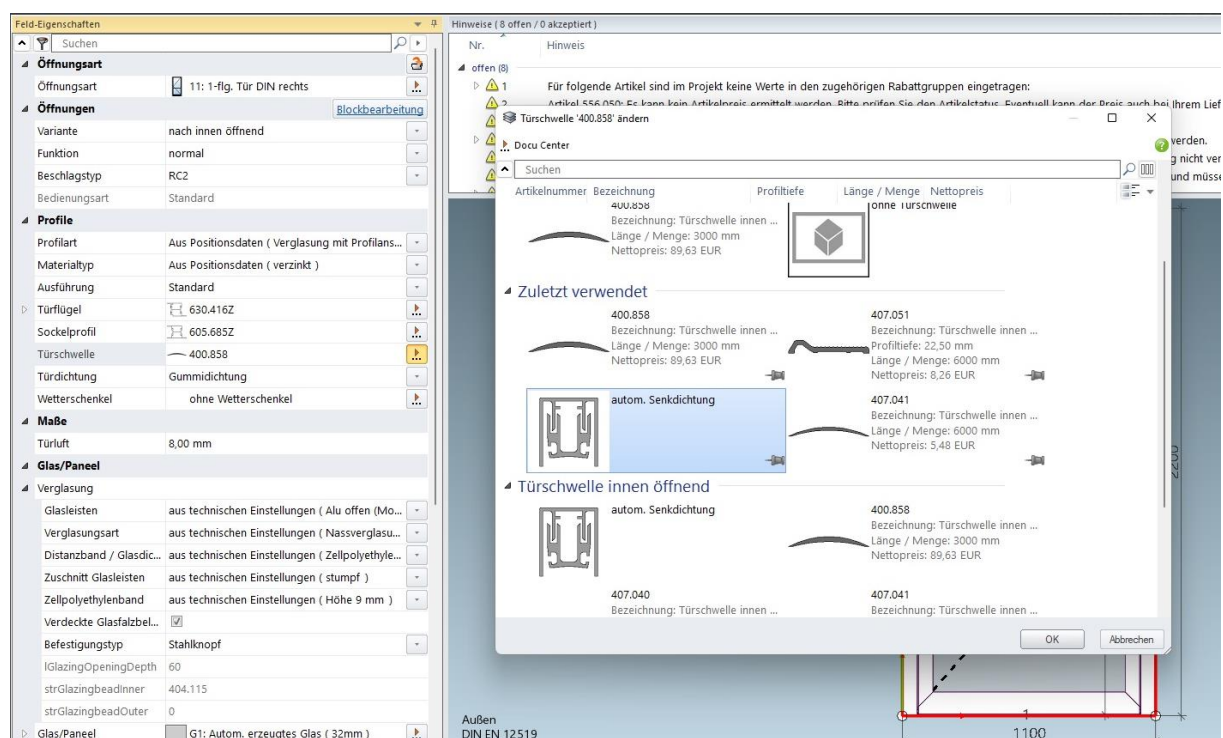 Feld-Eigenschaften
Suchen
Öffnungsart
Öffnungsart 11: 1-flg. Tür DIN rechts
Öffnungen Blockbearbeitung
Variante nach innen öffnend
Funktion normal
Beschlagstyp RC2
Bedienungsart Standard
Profile
Profilart Aus Positionsdaten ( Verglasung mit Profilans...
Materialtyp Aus Positionsdaten ( verzinkt )
Ausführung Standard
Türflügel 630.416Z
Sockelprofil 605.685Z
Türschwelle 400.858
Türdichtung Gummidichtung
Wetterschenkel ohne Wetterschenkel
Maße
Türluft 8,00 mm
Glas/Paneel
Verglasung
Glasleisten aus technischen Einstellungen ( Alu offen (Mo...
Verglasungsart aus technischen Einstellungen ( Nassverglasu...
Distanzband / Glasdic... aus technischen Einstellungen ( Zellpolyethyle...
Zuschnitt Glasleisten aus technischen Einstellungen ( stumpf )
Zellpolyethylenband aus technischen Einstellungen ( Höhe 9 mm )
Verdeckte Glasfalzbel...
Befestigungstyp Stahlknopf
lGlazingOpeningDepth 60
strGlazingbeadInner 404.115
strGlazingbeadOuter 0
Glas/Paneel G1: Autom. erzeugtes Glas ( 32mm )
Hinweise ( 8 offen / 0 akzeptiert )
Nr. Hinweis
offen (8)
1 Für folgende Artikel sind im Projekt keine Werte in den zugehörigen Rabattgruppen eingetragen:
2 Artikel 556.050: Es kann kein Artikelpreis ermittelt werden. Bitte prüfen Sie den Artikelstatus. Eventuell kann der Preis auch bei Ihrem Lief
werden.
g nicht ver
und müsse
Türschwelle '400.858' ändern
Docu Center
Suchen
Artikelnummer Bezeichnung Profiltiefe Länge / Menge Nettopreis
400.858
Bezeichnung: Türschwelle innen ...
Länge / Menge: 3000 mm
Nettopreis: 89,63 EUR
ohne Türschwelle
Zuletzt verwendet
400.858
Bezeichnung: Türschwelle innen ...
Länge / Menge: 3000 mm
Nettopreis: 89,63 EUR
407.051
Bezeichnung: Türschwelle innen ...
Profiltiefe: 22,50 mm
Länge / Menge: 6000 mm
Nettopreis: 8,26 EUR
autom. Senkdichtung
407.041
Bezeichnung: Türschwelle innen ...
Länge / Menge: 6000 mm
Nettopreis: 5,48 EUR
Türschwelle innen öffnend
autom. Senkdichtung
400.858
Bezeichnung: Türschwelle innen ...
Länge / Menge: 3000 mm
Nettopreis: 89,63 EUR
407.040
Bezeichnung: Türschwelle innen ...
407.041
Bezeichnung: Türschwelle innen ...
OK Abbrechen
2200
1
1100
Außen
DIN EN 12519